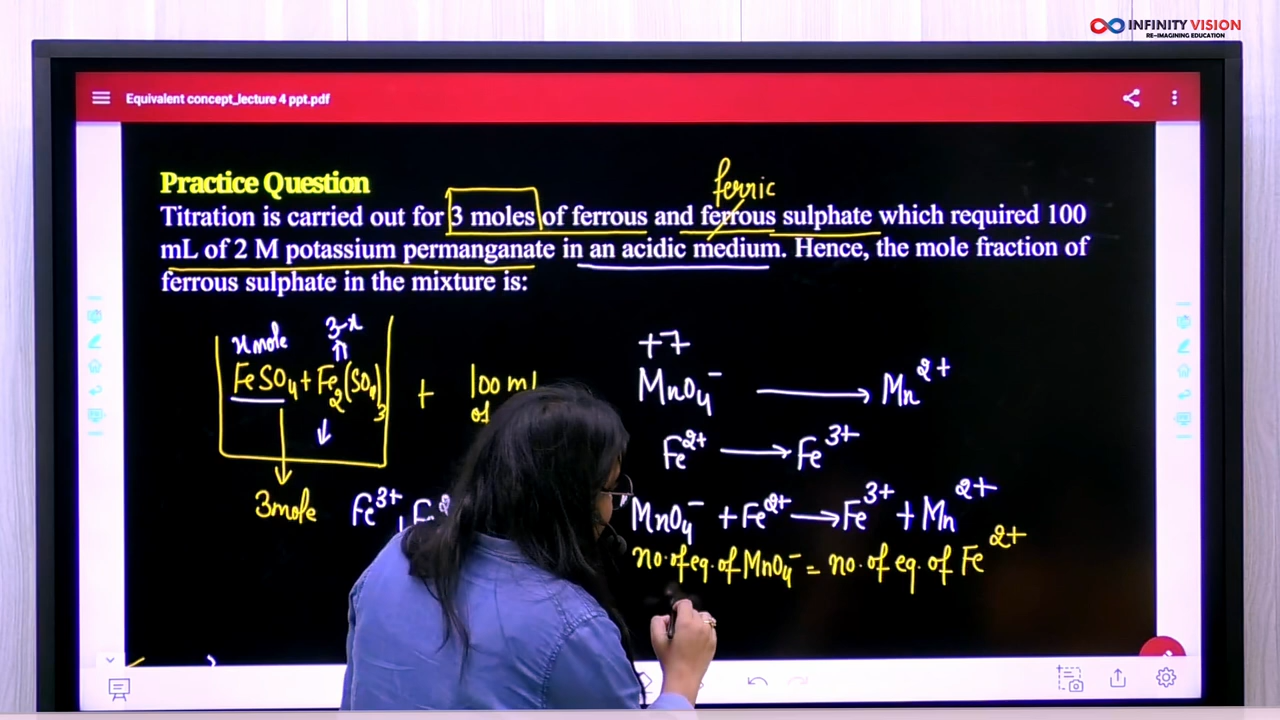 INFINITY VISION
RE-IMAGINING EDUCATION
Equivalent concept_lecture 4 ppt.pdf
Practice Question
ferric
Titration is carried out for 3 moles of ferrous and ferrous sulphate which required 100
mL of 2 M potassium permanganate in an acidic medium. Hence, the mole fraction of
ferrous sulphate in the mixture is:
x mole 3-x
FeSO4 + Fe2(SO4)3 + 100 ml
of
3 mole Fe3+
+7
MnO4- → Mn2+
Fe2+ → Fe3+
MnO4- + Fe2+ → Fe3+ + Mn2+
no. of eq. of MnO4- = no. of eq. of Fe2+